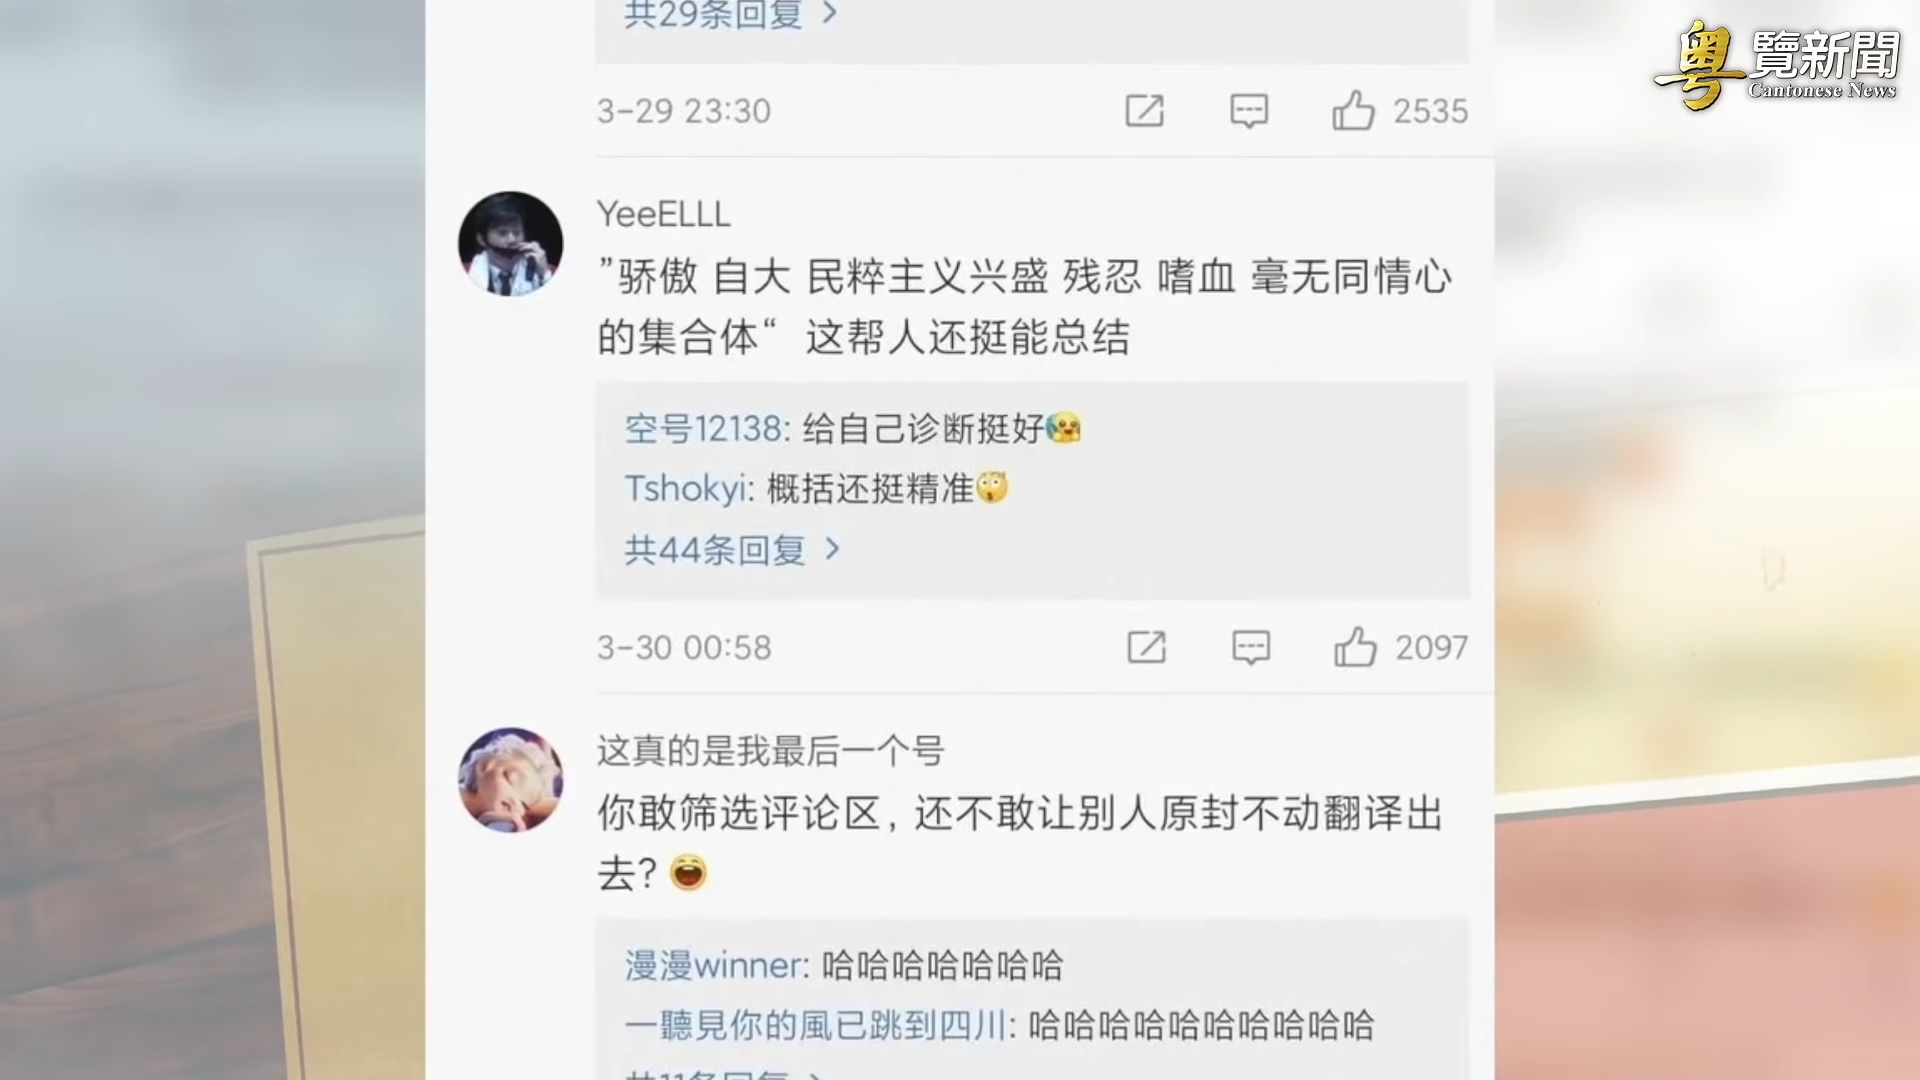 共29条回复 >
粤覽新聞
Cantonese News
3-29 23:30
2535
YeeELLL
”骄傲 自大 民粹主义兴盛 残忍 嗜血 毫无同情心
的集合体“ 这帮人还挺能总结
空号12138: 给自己诊断挺好
Tshokyi: 概括还挺精准
共44条回复 >
3-30 00:58
2097
这真的是我最后一个号
你敢筛选评论区, 还不敢让别人原封不动翻译出
去?
漫漫winner: 哈哈哈哈哈哈哈
一聽見你的風已跳到四川: 哈哈哈哈哈哈哈哈哈哈
共11条回复 >